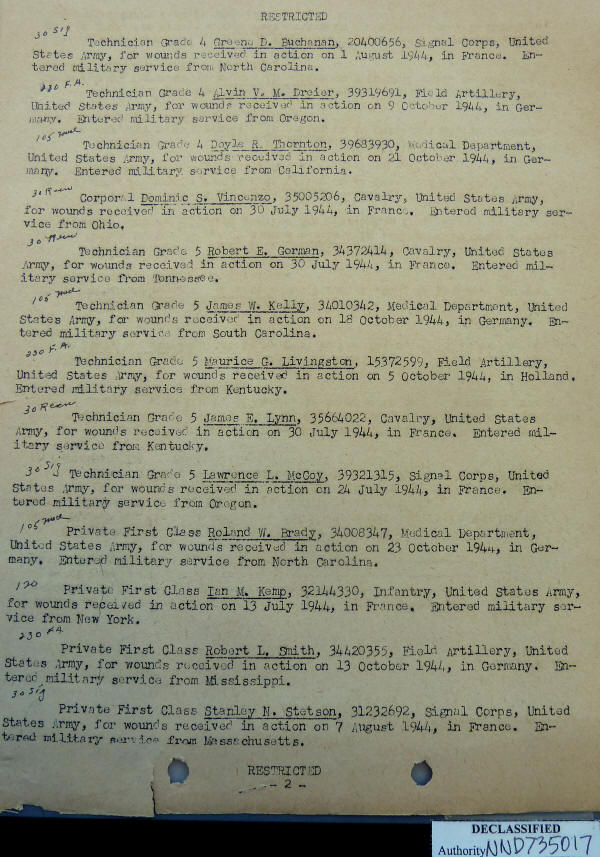 RESTRICTED
30 Sig
Technician Grade 4 Greene D. Buchanan, 20400656, Signal Corps, United
States Army, for wounds received in action on 1 August 1944, in France. En-
tered military service from North Carolina.
230 F.A.
Technician Grade 4 Alvin V. M. Dreier, 39319691, Field Artillery,
United States Army, for wounds received in action on 9 October 1944, in Ger-
many. Entered military service from Oregon.
105 med
Technician Grade 4 Doyle R. Thornton, 39683930, Medical Department,
United States Army, for wounds received in action on 21 October 1944, in Ger-
many. Entered military service from California.
30 Recn
Corporal Dominic S. Vincenzo, 35005206, Cavalry, United States Army,
for wounds received in action on 30 July 1944, in France. Entered military ser-
vice from Ohio.
30 Recn
Technician Grade 5 Robert E. Gorman, 34372414, Cavalry, United States
Army, for wounds received in action on 30 July 1944, in France. Entered mil-
itary service from Tennessee.
105 med
Technician Grade 5 James W. Kelly, 34010342, Medical Department, United
States Army, for wounds received in action on 18 October 1944, in Germany. En-
tered military service from South Carolina.
230 F.A.
Technician Grade 5 Maurice G. Livingston, 15372599, Field Artillery,
United States Army, for wounds received in action on 5 October 1944, in Holland.
Entered military service from Kentucky.
30 Recn
Technician Grade 5 James E. Lynn, 35664022, Cavalry, United States
Army, for wounds received in action on 30 July 1944, in France. Entered mil-
itary service from Kentucky.
30 Sig
Technician Grade 5 Lawrence L. McCoy, 39321315, Signal Corps, United
States Army, for wounds received in action on 24 July 1944, in France. En-
tered military service from Oregon.
105 med
Private First Class Roland W. Brady, 34008347, Medical Department,
United States Army, for wounds received in action on 23 October 1944, in Ger-
many. Entered military service from North Carolina.
120
Private First Class Ian M. Kemp, 32144330, Infantry, United States Army,
for wounds received in action on 13 July 1944, in France. Entered military ser-
vice from New York.
230 FA
Private First Class Robert L. Smith, 34420355, Field Artillery, United
States Army, for wounds received in action on 13 October 1944, in Germany. En-
tered military service from Mississippi.
30 Sig
Private First Class Stanley N. Stetson, 31232692, Signal Corps, United
States Army, for wounds received in action on 7 August 1944, in France. En-
tered military service from Massachusetts.
RESTRICTED
- 2 -
DECLASSIFIED
Authority NND735017